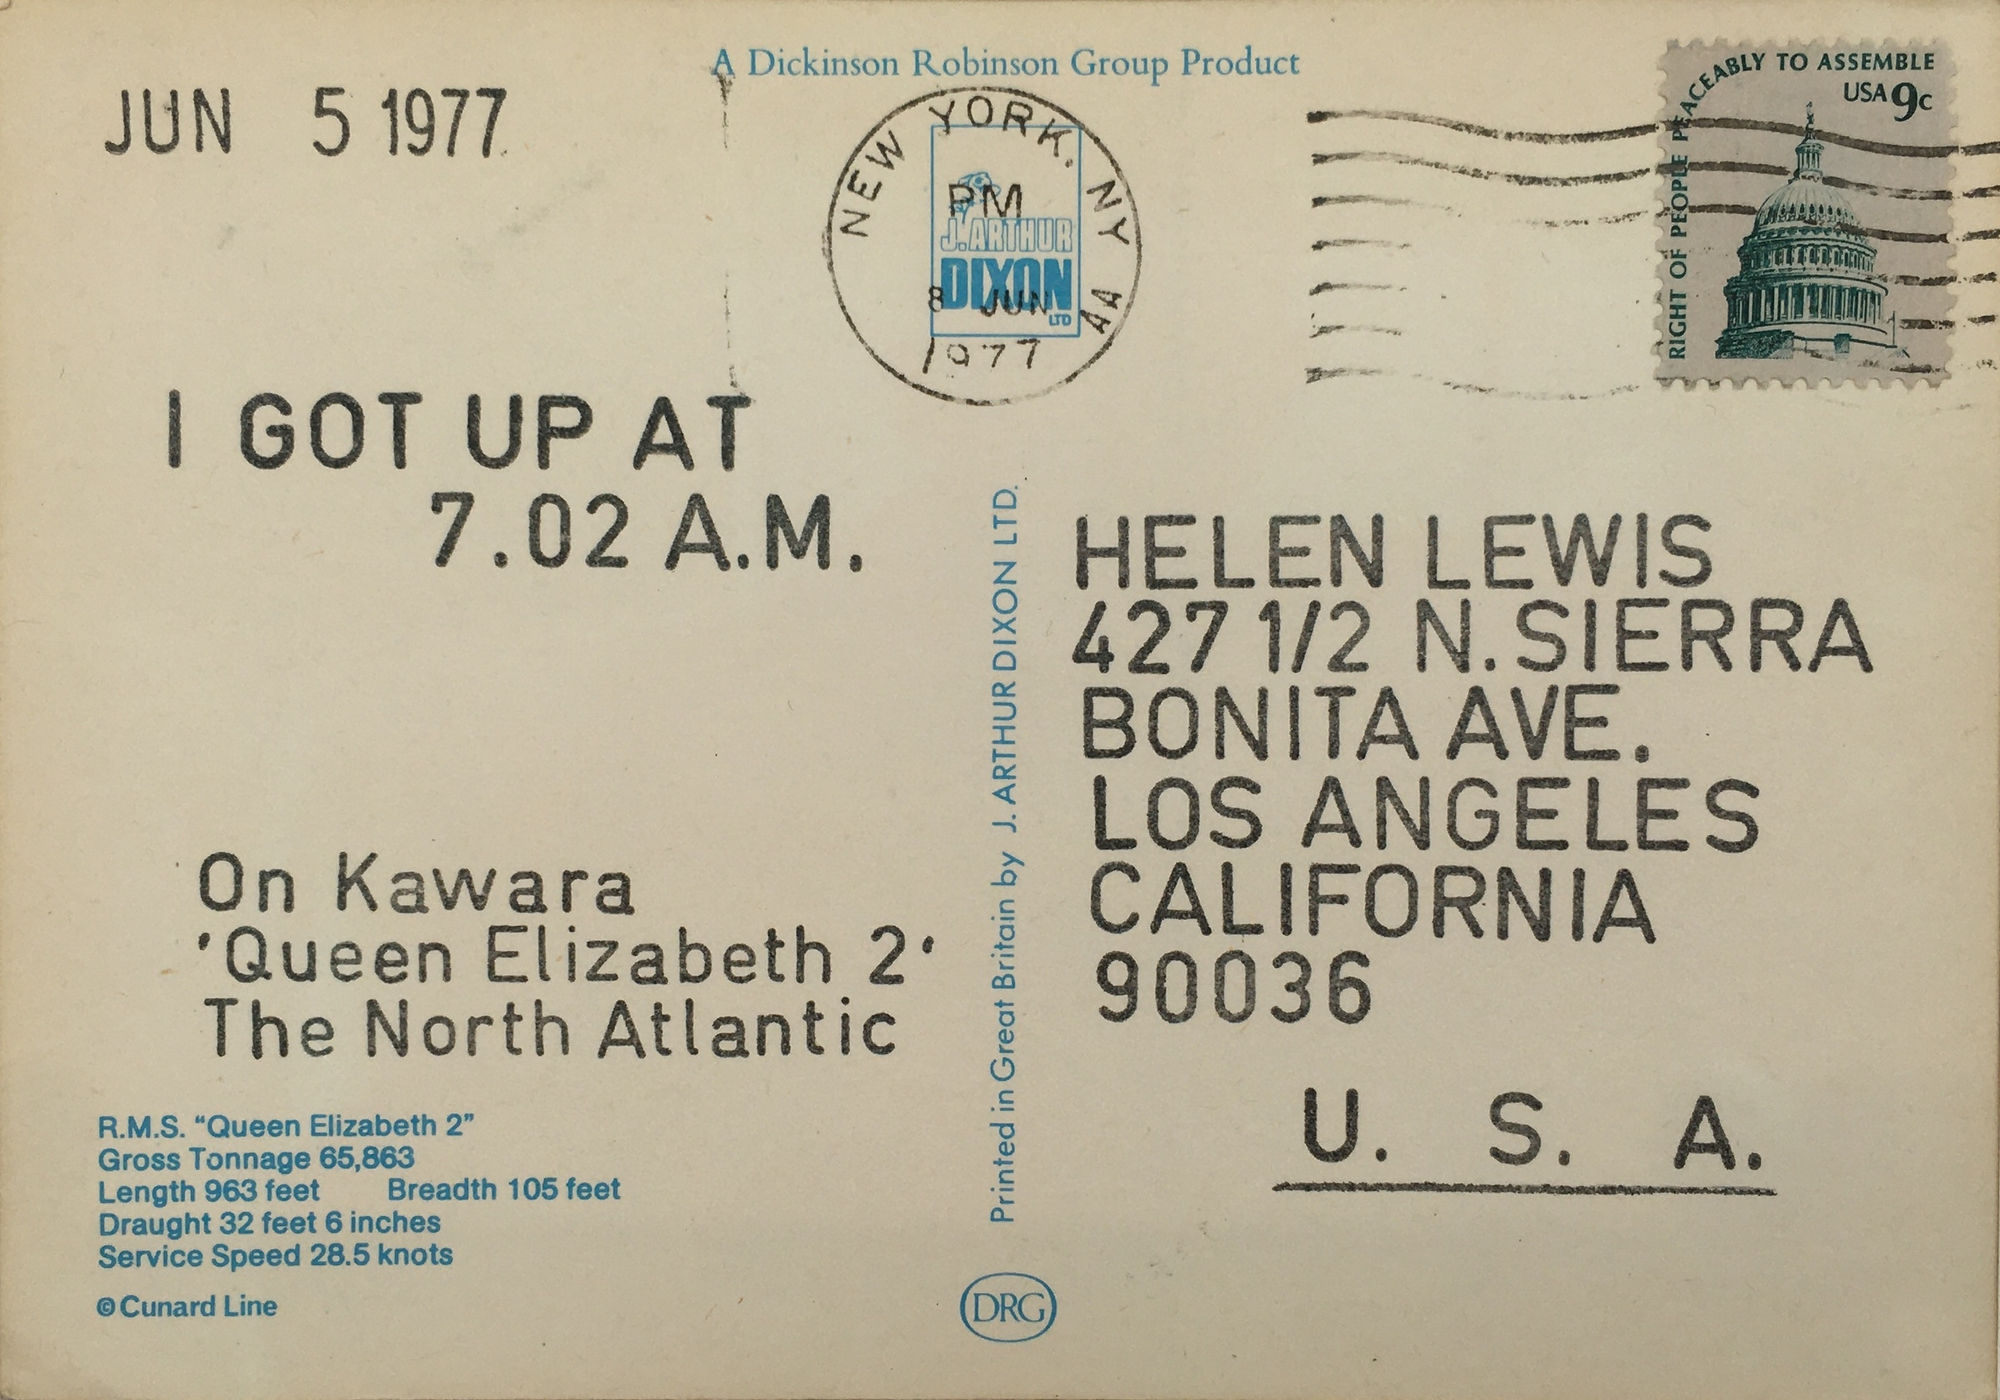 A Dickinson Robinson Group Product
JUN 5 1977
NEW YORK, NY
PM
AA
8 JUN
1977
J. ARTHUR
DIXON
LTD
RIGHT OF PEOPLE PEACEABLY TO ASSEMBLE
USA 9c
I GOT UP AT
7.02 A.M.
On Kawara
'Queen Elizabeth 2'
The North Atlantic
R.M.S. “Queen Elizabeth 2”
Gross Tonnage 65,863
Length 963 feet Breadth 105 feet
Draught 32 feet 6 inches
Service Speed 28.5 knots
©Cunard Line
Printed in Great Britain by J. ARTHUR DIXON LTD.
DRG
HELEN LEWIS
427 1/2 N. SIERRA
BONITA AVE.
LOS ANGELES
CALIFORNIA
90036
U. S. A.